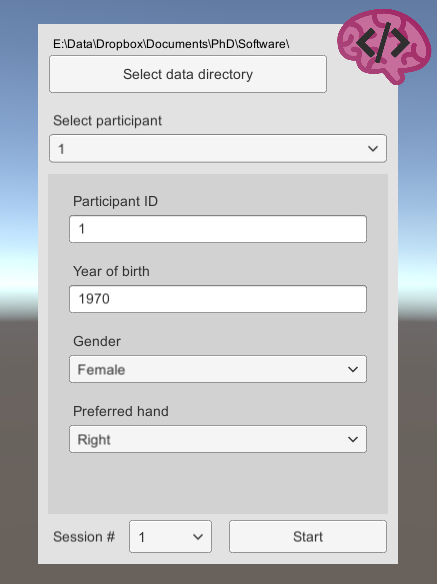 E:\Data\Dropbox\Documents\PhD\Software\
</>
Select data directory
Select participant
1
Participant ID
1
Year of birth
1970
Gender
Female
Preferred hand
Right
Session # 1 Start